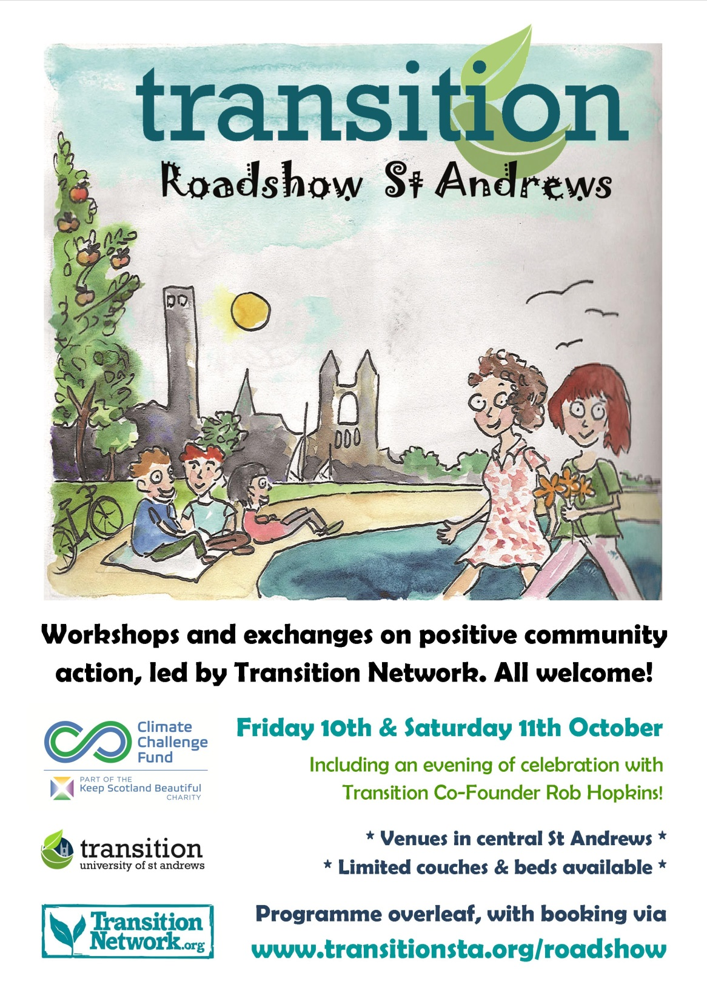 transition
Roadshow St Andrews
Workshops and exchanges on positive community
action, led by Transition Network. All welcome!
Climate
Challenge
Fund
PART OF THE
Keep Scotland Beautiful
CHARITY
Friday 10th & Saturday 11th October
Including an evening of celebration with
Transition Co-Founder Rob Hopkins!
transition
university of st andrews
* Venues in central St Andrews *
* Limited couches & beds available *
Transition
Network.org
Programme overleaf, with booking via
www.transitionsta.org/roadshow